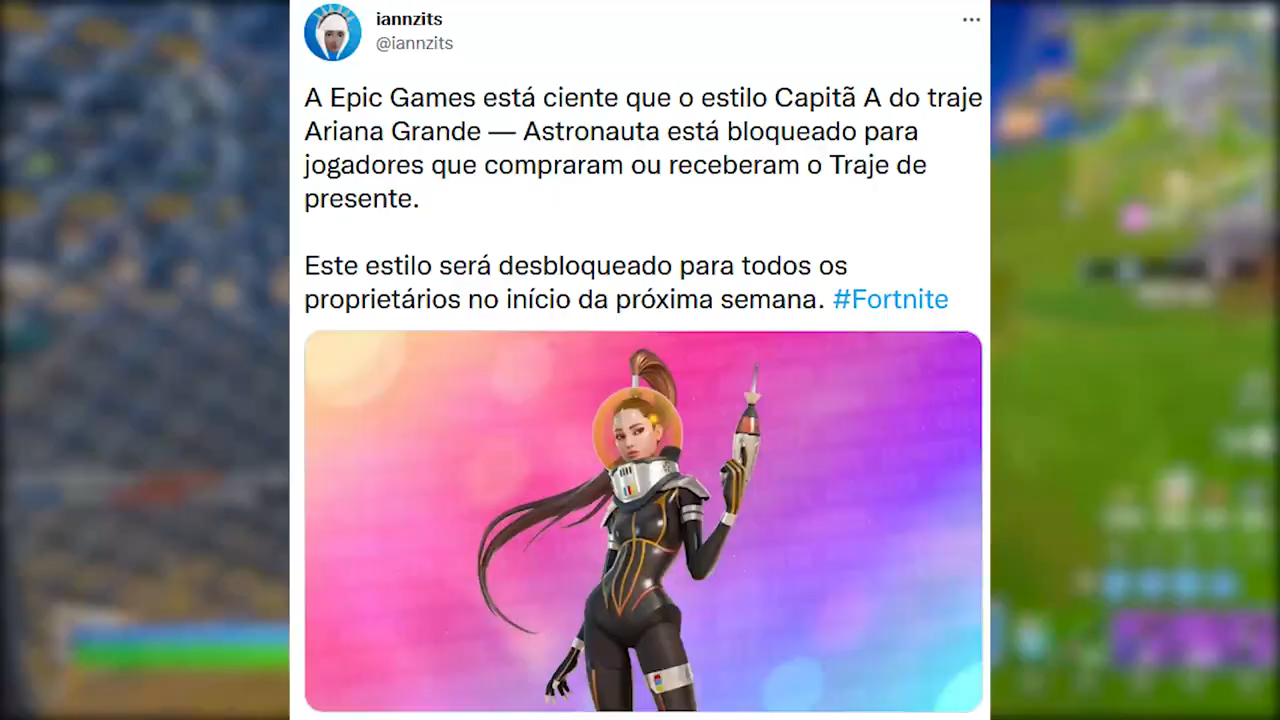 iannzits
@iannzits
A Epic Games está ciente que o estilo Capitã A do traje
Ariana Grande — Astronauta está bloqueado para
jogadores que compraram ou receberam o Traje de
presente.
Este estilo será desbloqueado para todos os
proprietários no início da próxima semana. #Fortnite